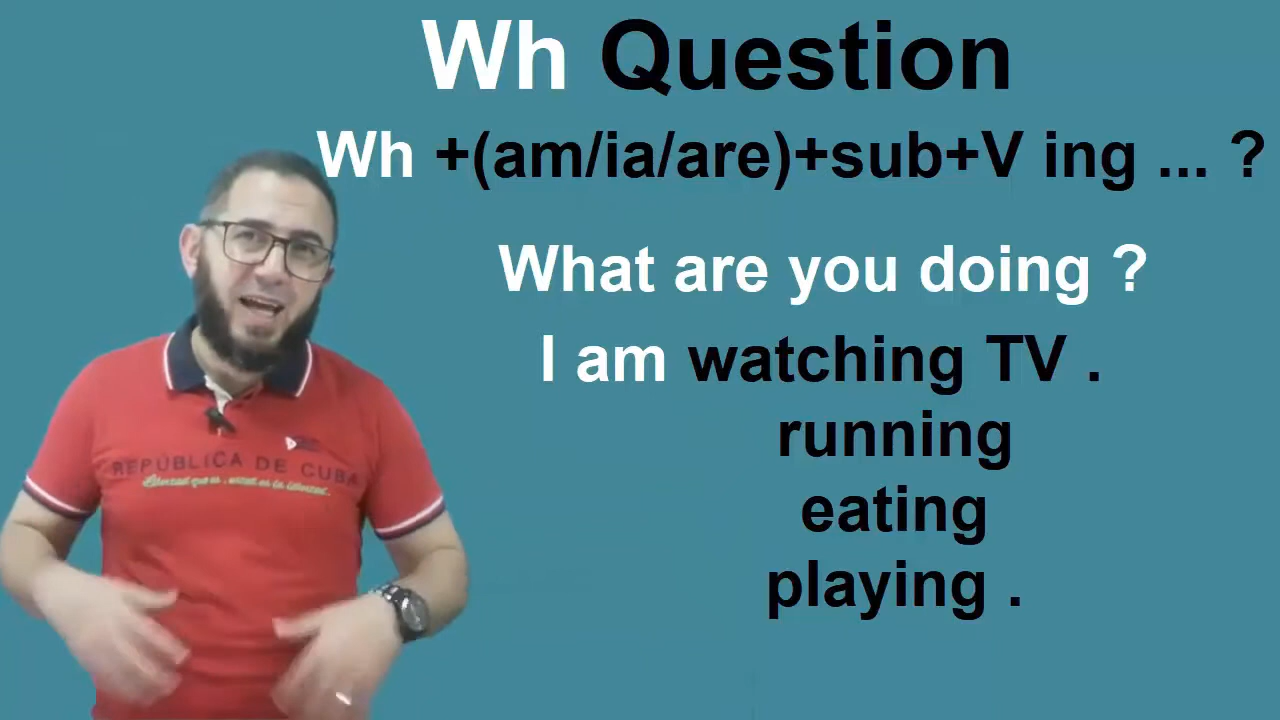 Wh Question
Wh +(am/ia/are)+sub+V ing ... ?
What are you doing ?
I am watching TV .
running
eating
playing .
REPÚBLICA DE CUBA